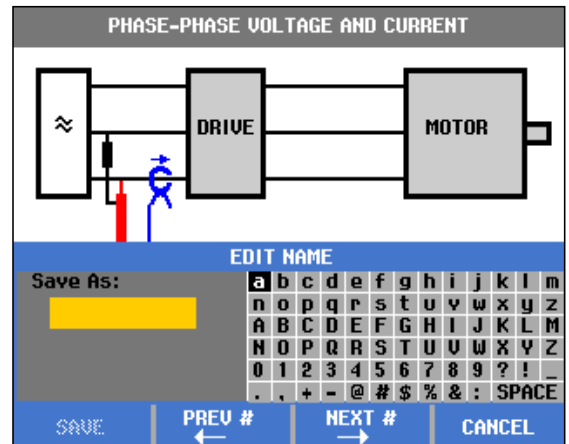 PHASE-PHASE VOLTAGE AND CURRENT
≈
DRIVE
MOTOR
EDIT NAME
Save As:
a b c d e f g h i j k l m
n o p q r s t u v w x y z
A B C D E F G H I J K L M
N O P Q R S T U V W X Y Z
0 1 2 3 4 5 6 7 8 9 ? ! _
. , + - @ # $ % & : SPACE
SAVE
PREV #
←
NEXT #
→
CANCEL